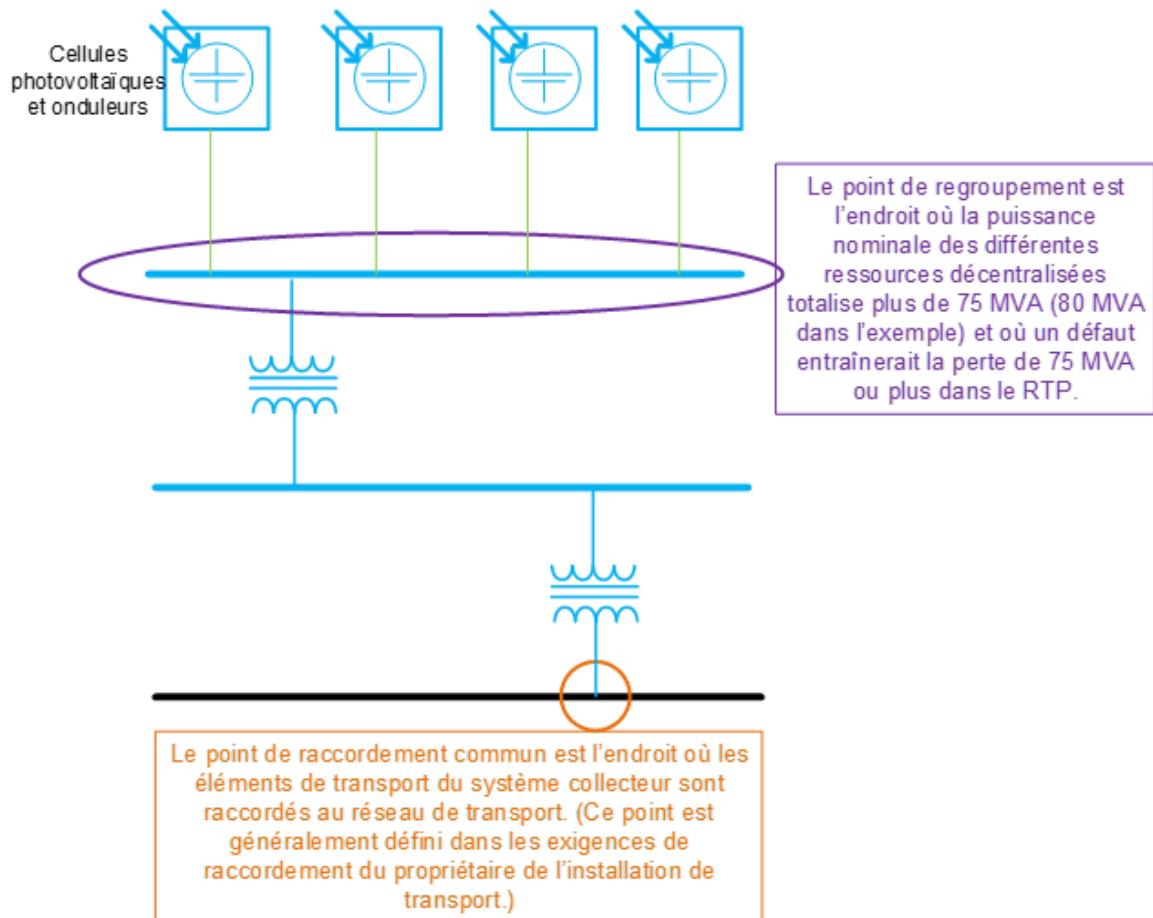 Cellules
photovoltaïques
et onduleurs
Le point de regroupement est
l'endroit où la puissance
nominale des différentes
ressources décentralisées
totalise plus de 75 MVA (80 MVA
dans l'exemple) et où un défaut
entraînerait la perte de 75 MVA
ou plus dans le RTP.
Le point de raccordement commun est l'endroit où les
éléments de transport du système collecteur sont
raccordés au réseau de transport. (Ce point est
généralement défini dans les exigences de
raccordement du propriétaire de l'installation de
transport.)